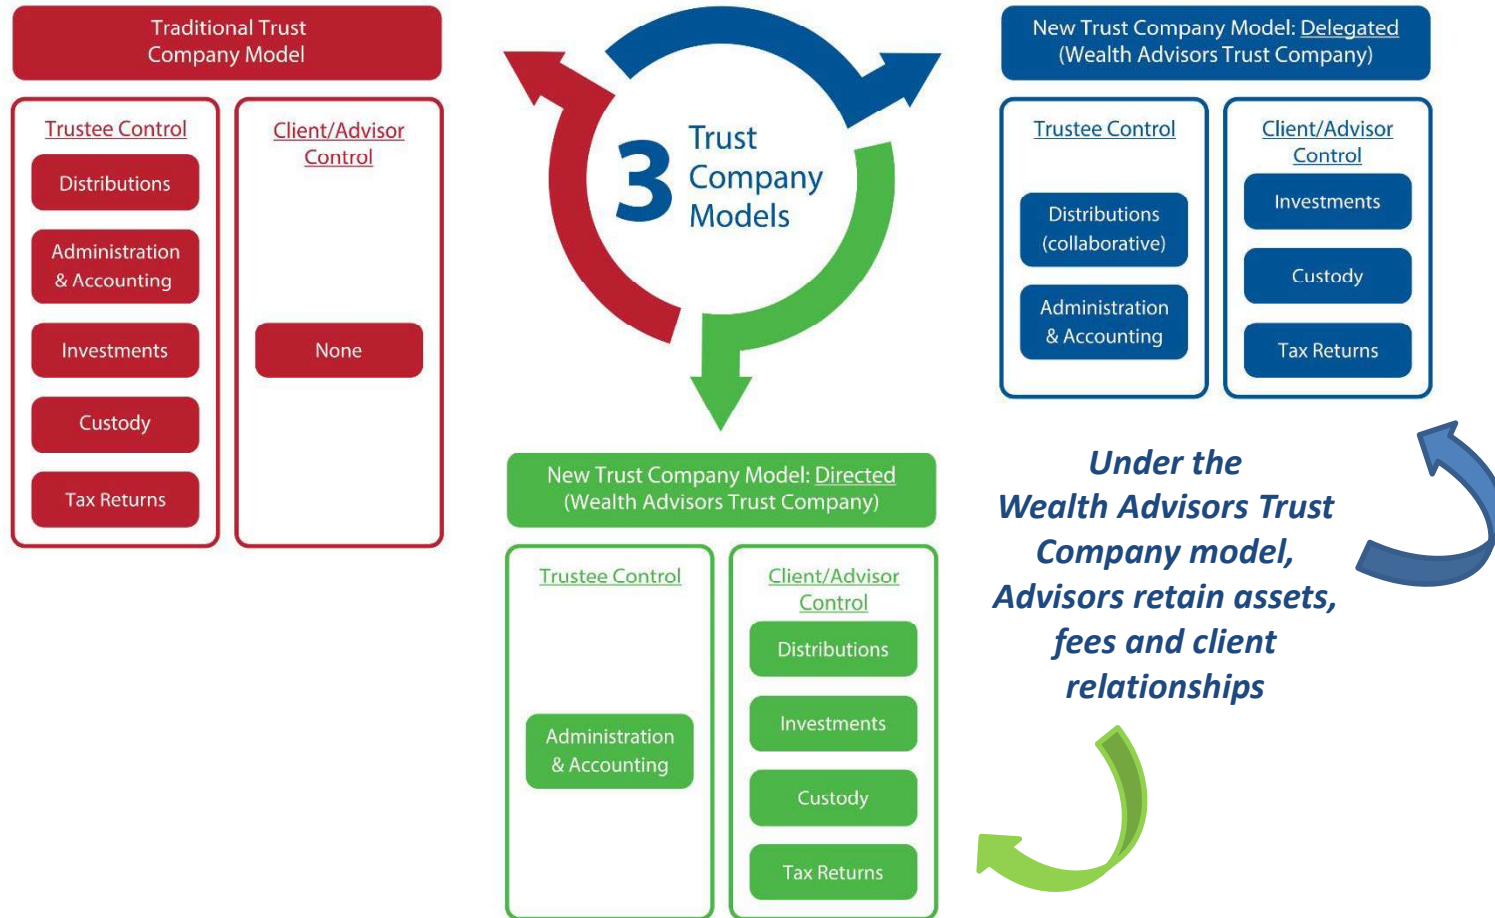 Traditional Trust
Company Model
Trustee Control
Distributions
Administration
& Accounting
Investments
Custody
Tax Returns
Client/Advisor
Control
None
3
Trust
Company
Models
New Trust Company Model: Delegated
(Wealth Advisors Trust Company)
Trustee Control
Distributions
(collaborative)
Administration
& Accounting
Client/Advisor
Control
Investments
Custody
Tax Returns
New Trust Company Model: Directed
(Wealth Advisors Trust Company)
Trustee Control
Administration
& Accounting
Client/Advisor
Control
Distributions
Investments
Custody
Tax Returns
Under the
Wealth Advisors Trust
Company model,
Advisors retain assets,
fees and client
relationships